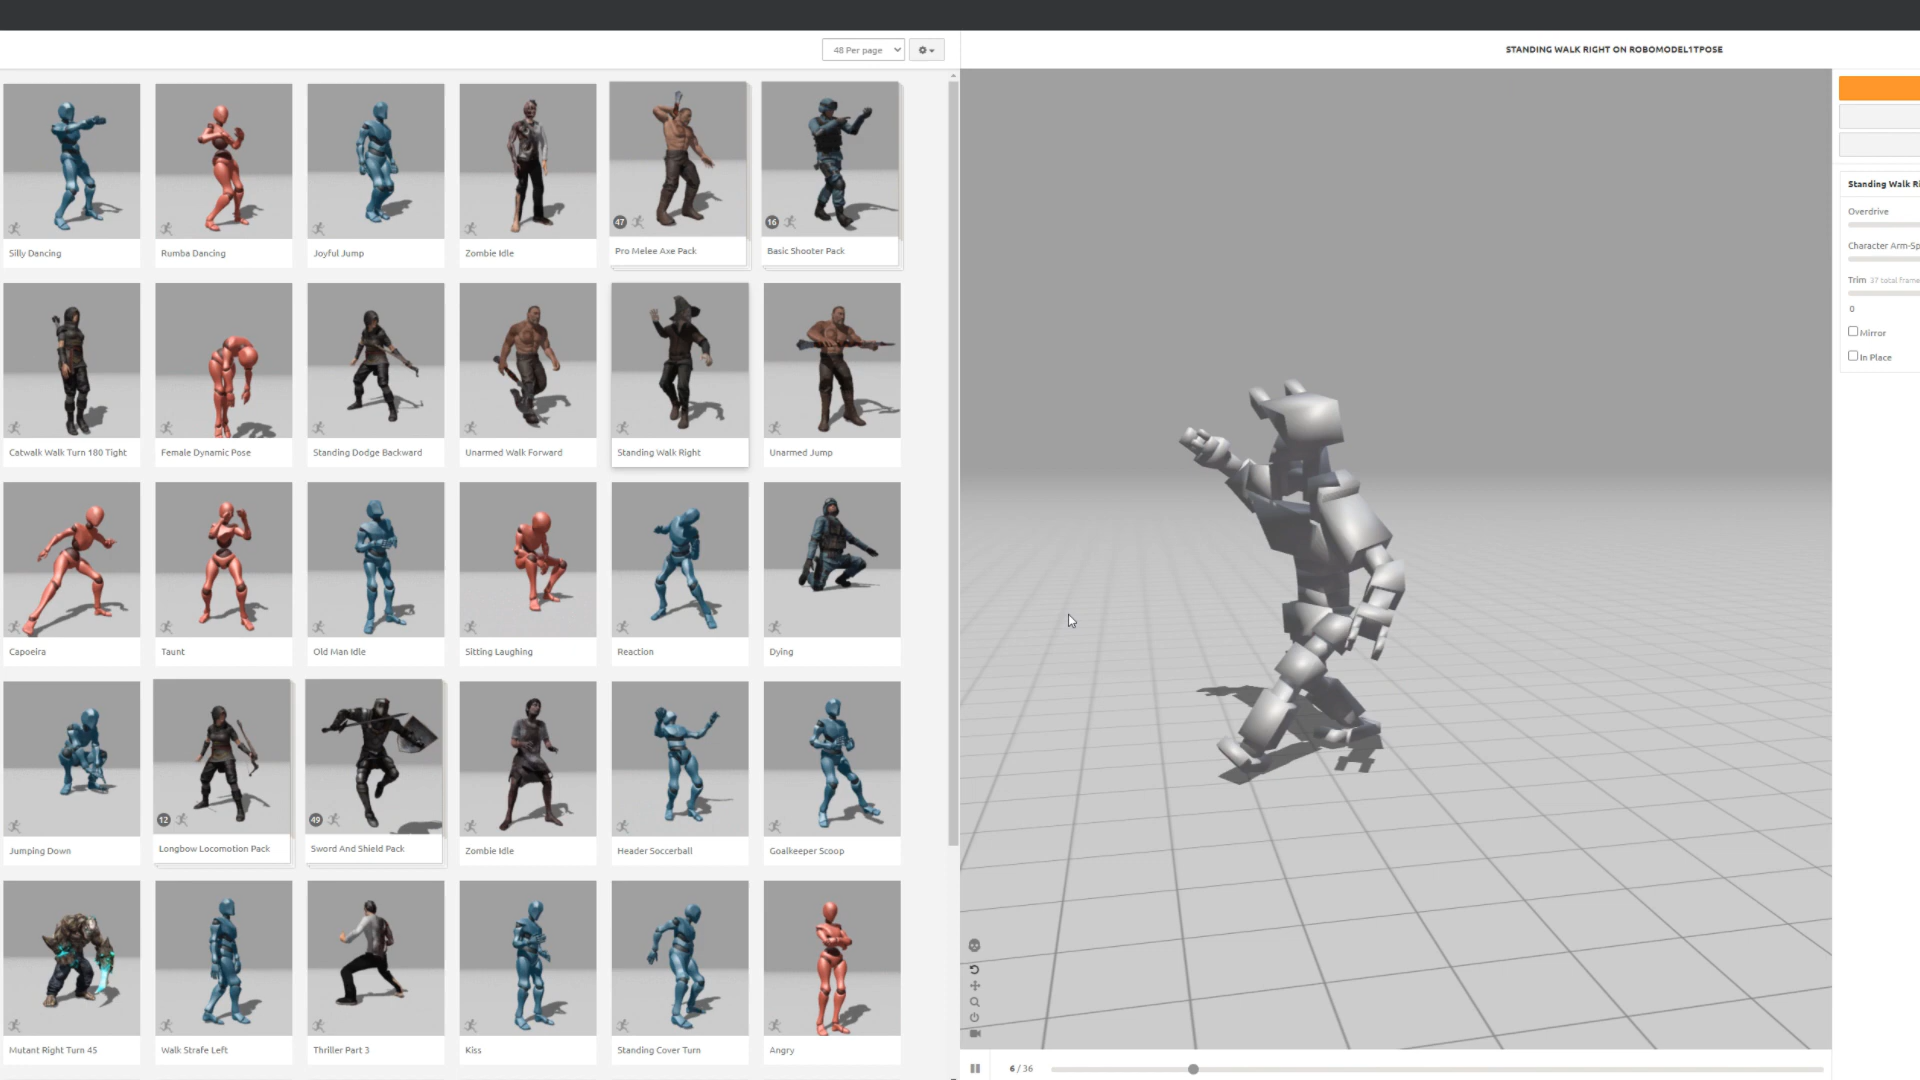 48 Per page
STANDING WALK RIGHT ON ROBOMODEL1TPOSE
Silly Dancing
Rumba Dancing
Joyful Jump
Zombie Idle
47
Pro Melee Axe Pack
16
Basic Shooter Pack
Standing Walk Ri
Overdrive
Character Arm-Sp
Trim 37 total frame
0
Mirror
In Place
Catwalk Walk Turn 180 Tight
Female Dynamic Pose
Standing Dodge Backward
Unarmed Walk Forward
Standing Walk Right
Unarmed Jump
Capoeira
Taunt
Old Man Idle
Sitting Laughing
Reaction
Dying
Jumping Down
12
Longbow Locomotion Pack
49
Sword And Shield Pack
Zombie Idle
Header Soccerball
Goalkeeper Scoop
Mutant Right Turn 45
Walk Strafe Left
Thriller Part 3
Kiss
Standing Cover Turn
Angry
6 / 36